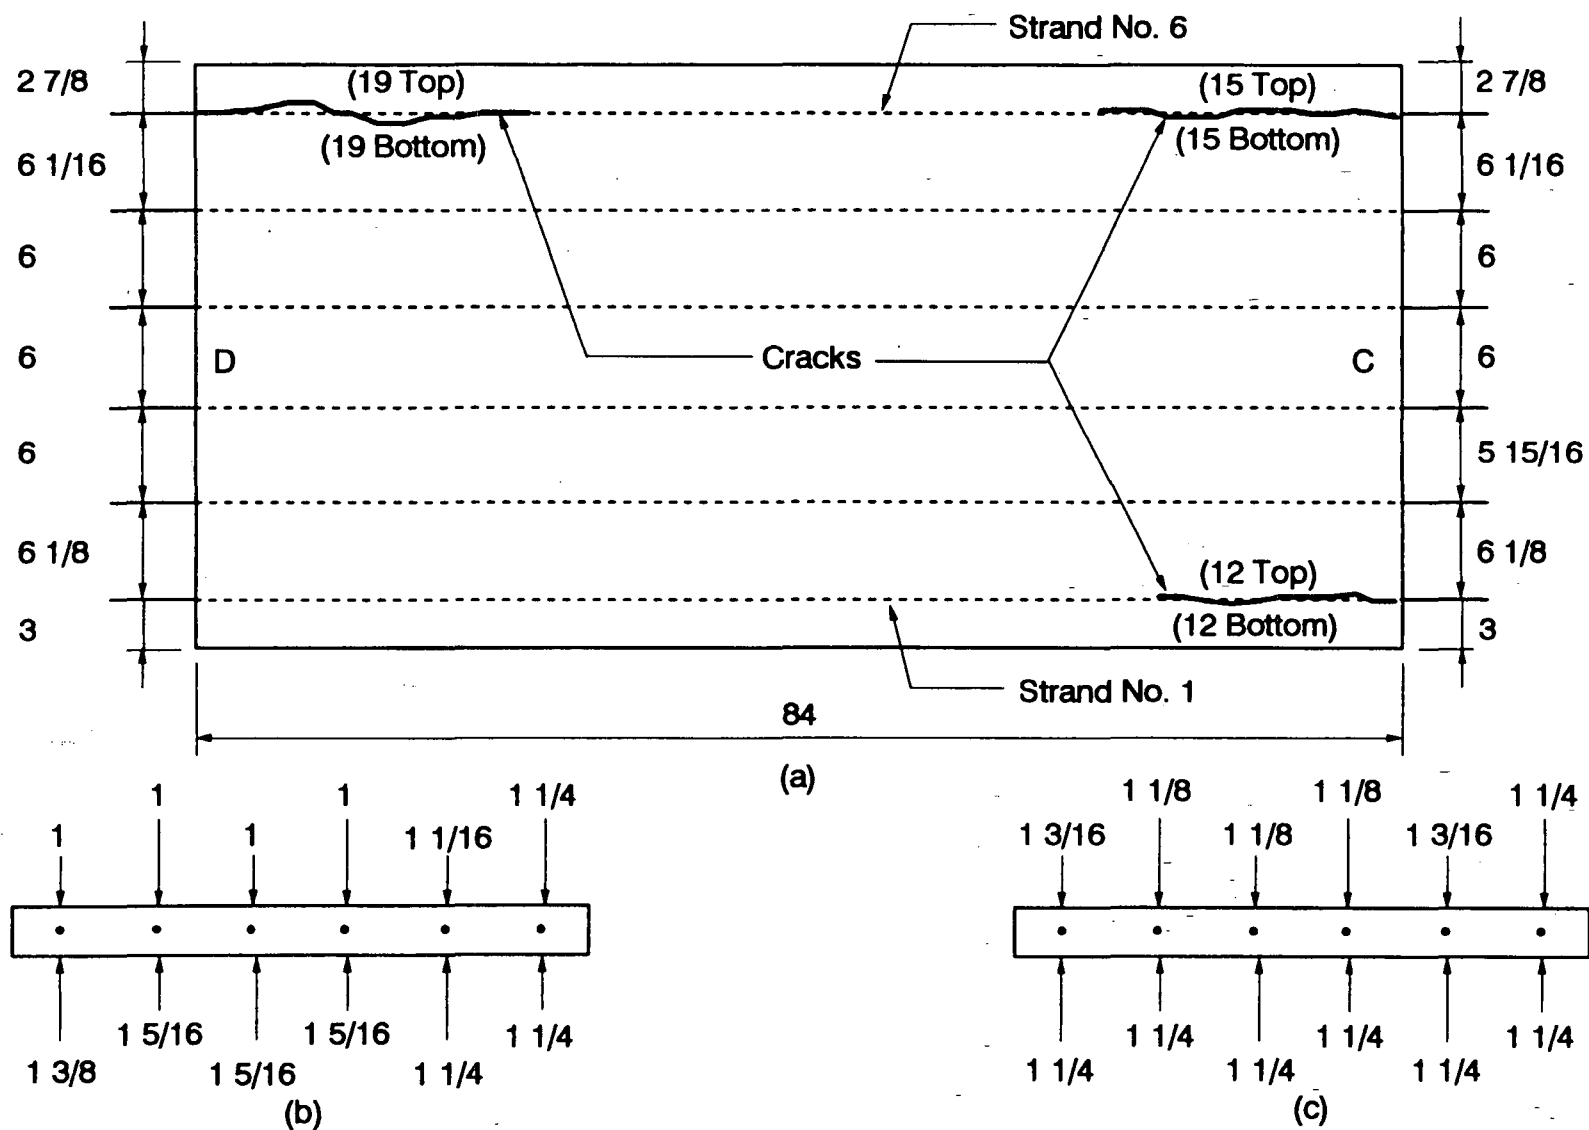 Strand No. 6
2 7/8
(19 Top)
(15 Top)
2 7/8
(19 Bottom)
(15 Bottom)
6 1/16
6 1/16
6
6
D
Cracks
C
6
6
6
5 15/16
6 1/8
6 1/8
(12 Top)
(12 Bottom)
3
3
Strand No. 1
84
(a)
1
1
1 1/4
1
1
1 1/16
1 5/16
1 5/16
1 1/4
1 3/8
1 5/16
1 1/4
(b)
1 1/8
1 1/8
1 1/4
1 3/16
1 1/8
1 3/16
1 1/4
1 1/4
1 1/4
1 1/4
1 1/4
1 1/4
(c)